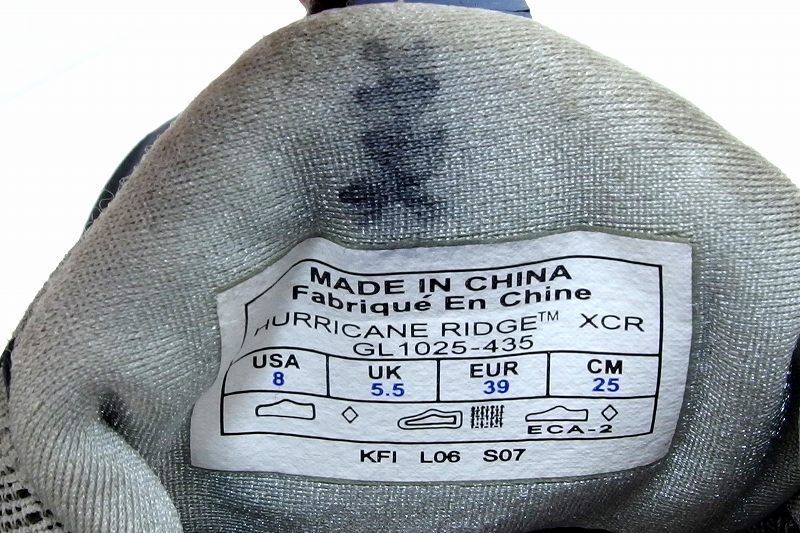 MADE IN CHINA
Fabriqué En Chine
HURRICANE RIDGE™ XCR
GL1025-435
USA UK EUR CM
8 5.5 39 25
ECA-2
KFI L06 S07